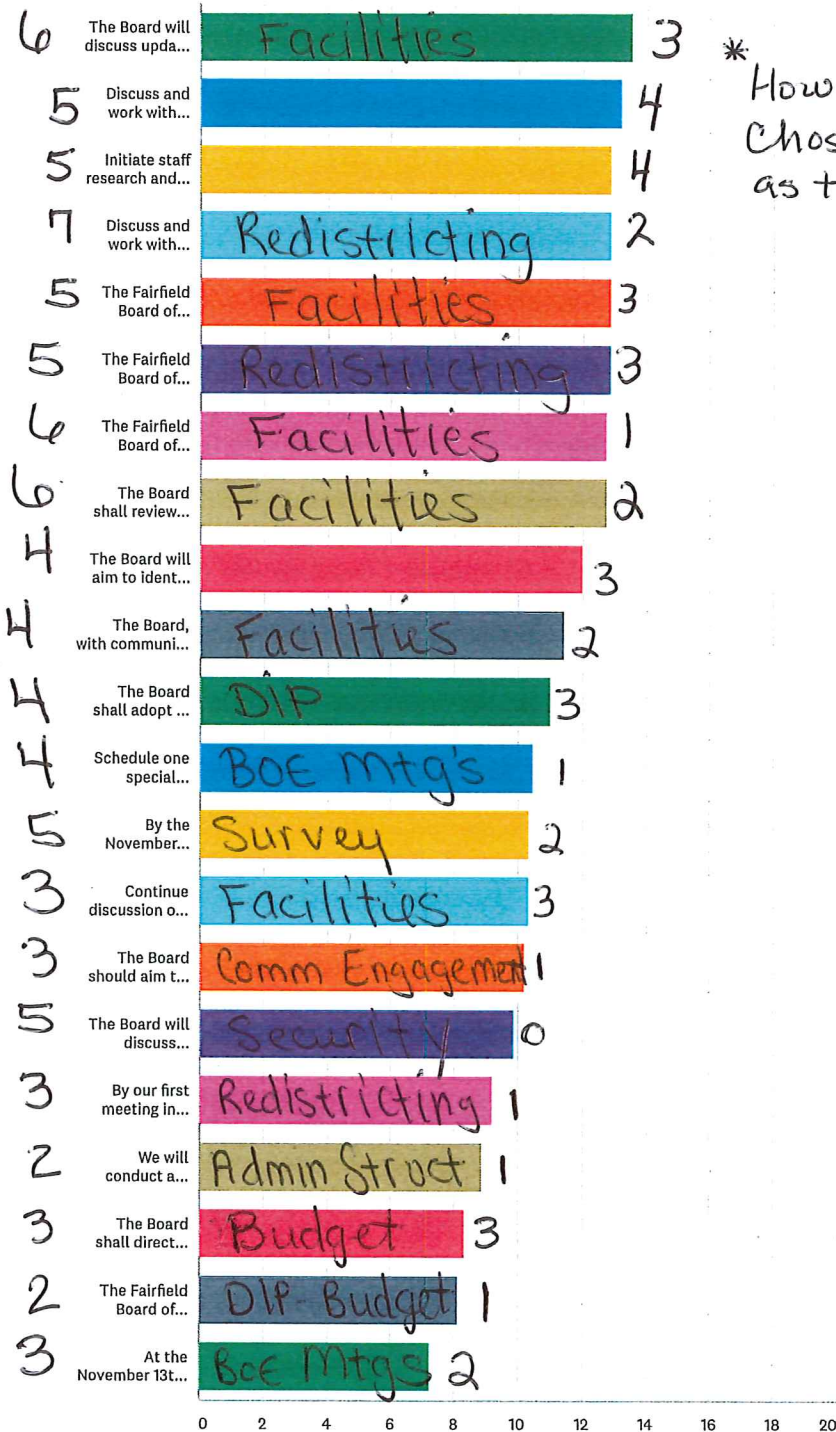 6 The Board will discuss upda... Facilities 3
*
How
Chos
as t
5 Discuss and work with... 4
5 Initiate staff research and... 4
7 Discuss and work with... Redistricting 2
5 The Fairfield Board of... Facilities 3
5 The Fairfield Board of... Redistricting 3
6 The Fairfield Board of... Facilities 1
6 The Board shall review... Facilities 2
4 The Board will aim to ident... 3
4 The Board, with communi... Facilities 2
4 The Board shall adopt ... DIP 3
4 Schedule one special... BOE Mtg's 1
5 By the November... Survey 2
3 Continue discussion o... Facilities 3
3 The Board should aim t... Comm Engagement 1
5 The Board will discuss... Security 0
3 By our first meeting in... Redistricting 1
2 We will conduct a... Admin Struct 1
3 The Board shall direct... Budget 3
2 The Fairfield Board of... DIP-Budget 1
3 At the November 13t... BOE Mtgs 2
0 2 4 6 8 10 12 14 16 18 20